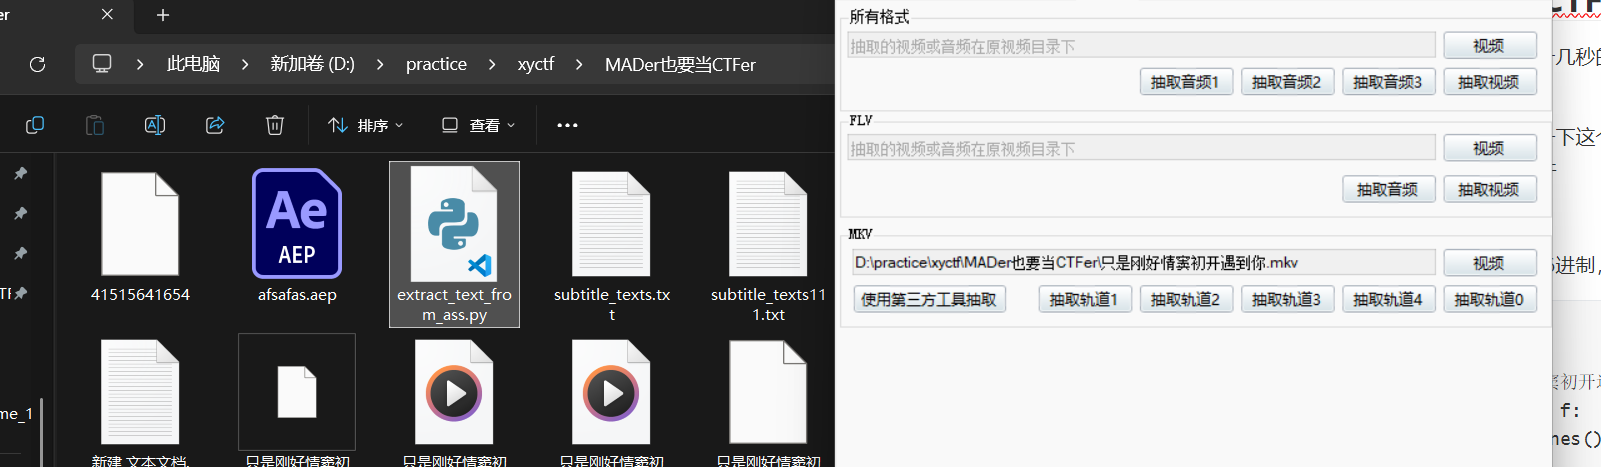 er
此电脑 > 新加卷 (D:) > practice > xyctf > MADer也要当CTFer
排序
查看
41515641654
afsafas.aep
Ae
AEP
extract_text_fro
m_ass.py
subtitle_texts.tx
t
subtitle_texts11
1.txt
me_1
新建 文本文档.
只是刚好情窦初
只是刚好情窦初
只是刚好情窦初
只是刚好情窦初
所有格式
抽取的视频或音频在原视频目录下
视频
抽取音频1
抽取音频2
抽取音频3
抽取视频
FLV
抽取的视频或音频在原视频目录下
视频
抽取音频
抽取视频
MKV
D:\practice\xyctf\MADer也要当CTFer\只是刚好情窦初开遇到你.mkv
视频
使用第三方工具抽取
抽取轨道1
抽取轨道2
抽取轨道3
抽取轨道4
抽取轨道0
CTF
几秒的
下这个
进制,
窦初开遇
f:
nes()